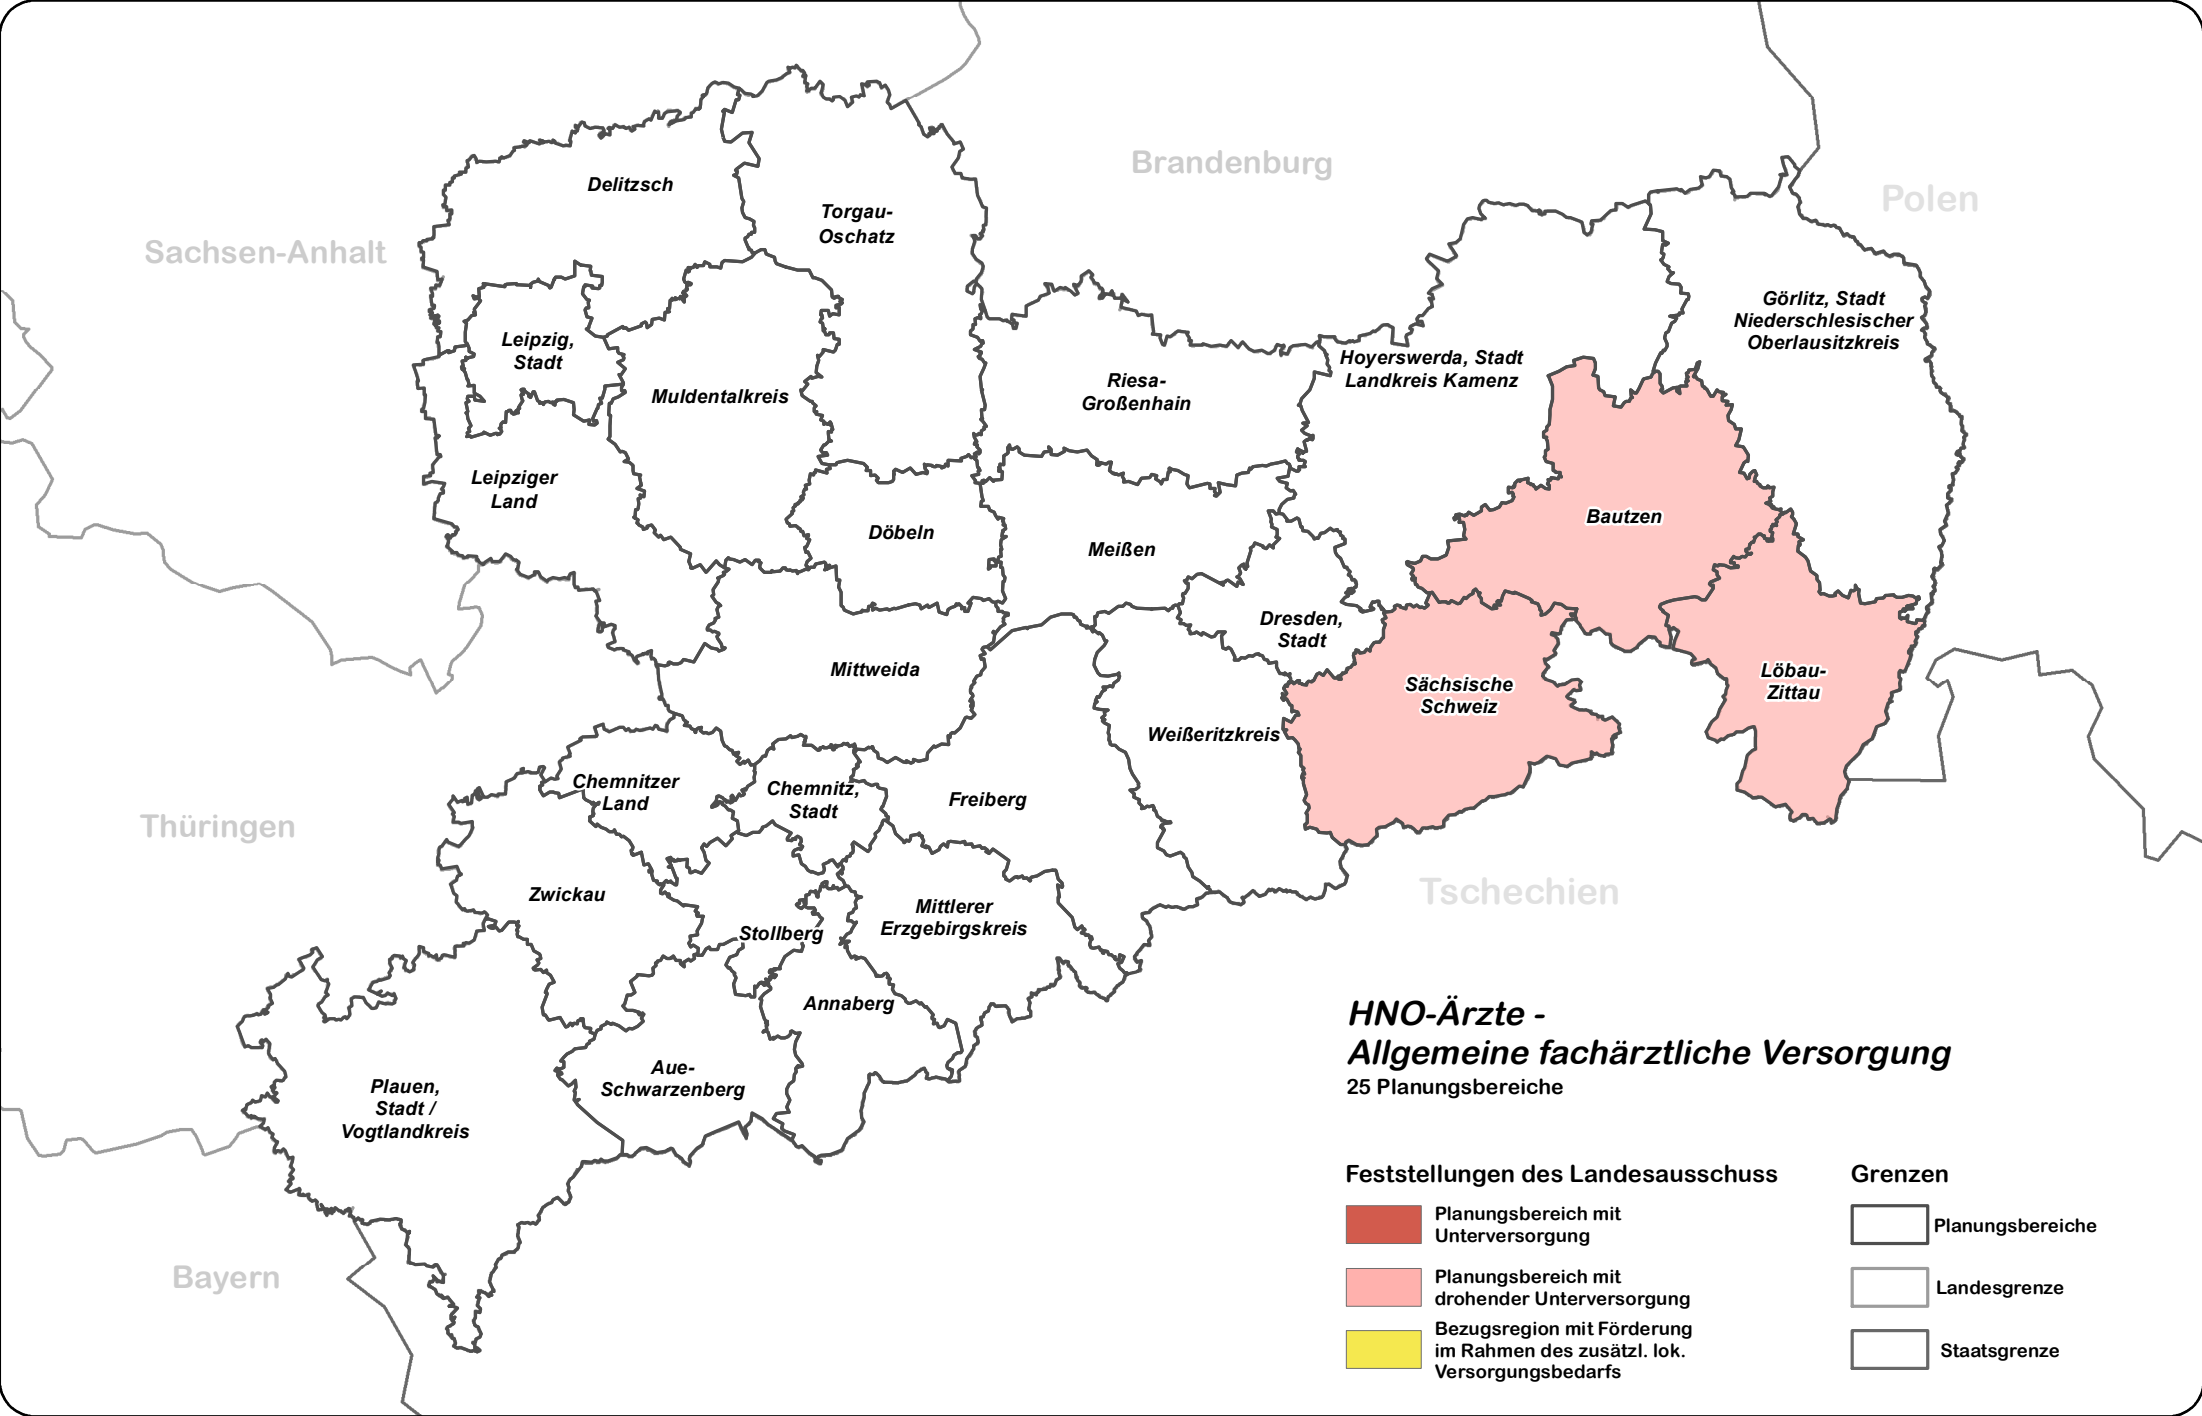 Brandenburg
Polen
Sachsen-Anhalt
Thüringen
Bayern
Tschechien
Delitzsch
Torgau-
Oschatz
Leipzig,
Stadt
Muldentalkreis
Leipziger
Land
Riesa-
Großenhain
Hoyerswerda, Stadt
Landkreis Kamenz
Görlitz, Stadt
Niederschlesischer
Oberlausitzkreis
Döbeln
Meißen
Bautzen
Dresden,
Stadt
Mittweida
Sächsische
Schweiz
Löbau-
Zittau
Weißeritzkreis
Chemnitzer
Land
Chemnitz,
Stadt
Freiberg
Zwickau
Stollberg
Mittlerer
Erzgebirgskreis
Annaberg
Aue-
Schwarzenberg
Plauen,
Stadt /
Vogtlandkreis
HNO-Ärzte -
Allgemeine fachärztliche Versorgung
25 Planungsbereiche
Feststellungen des Landesausschuss
Planungsbereich mit
Unterversorgung
Planungsbereich mit
drohender Unterversorgung
Bezugsregion mit Förderung
im Rahmen des zusätzl. lok.
Versorgungsbedarfs
Grenzen
Planungsbereiche
Landesgrenze
Staatsgrenze